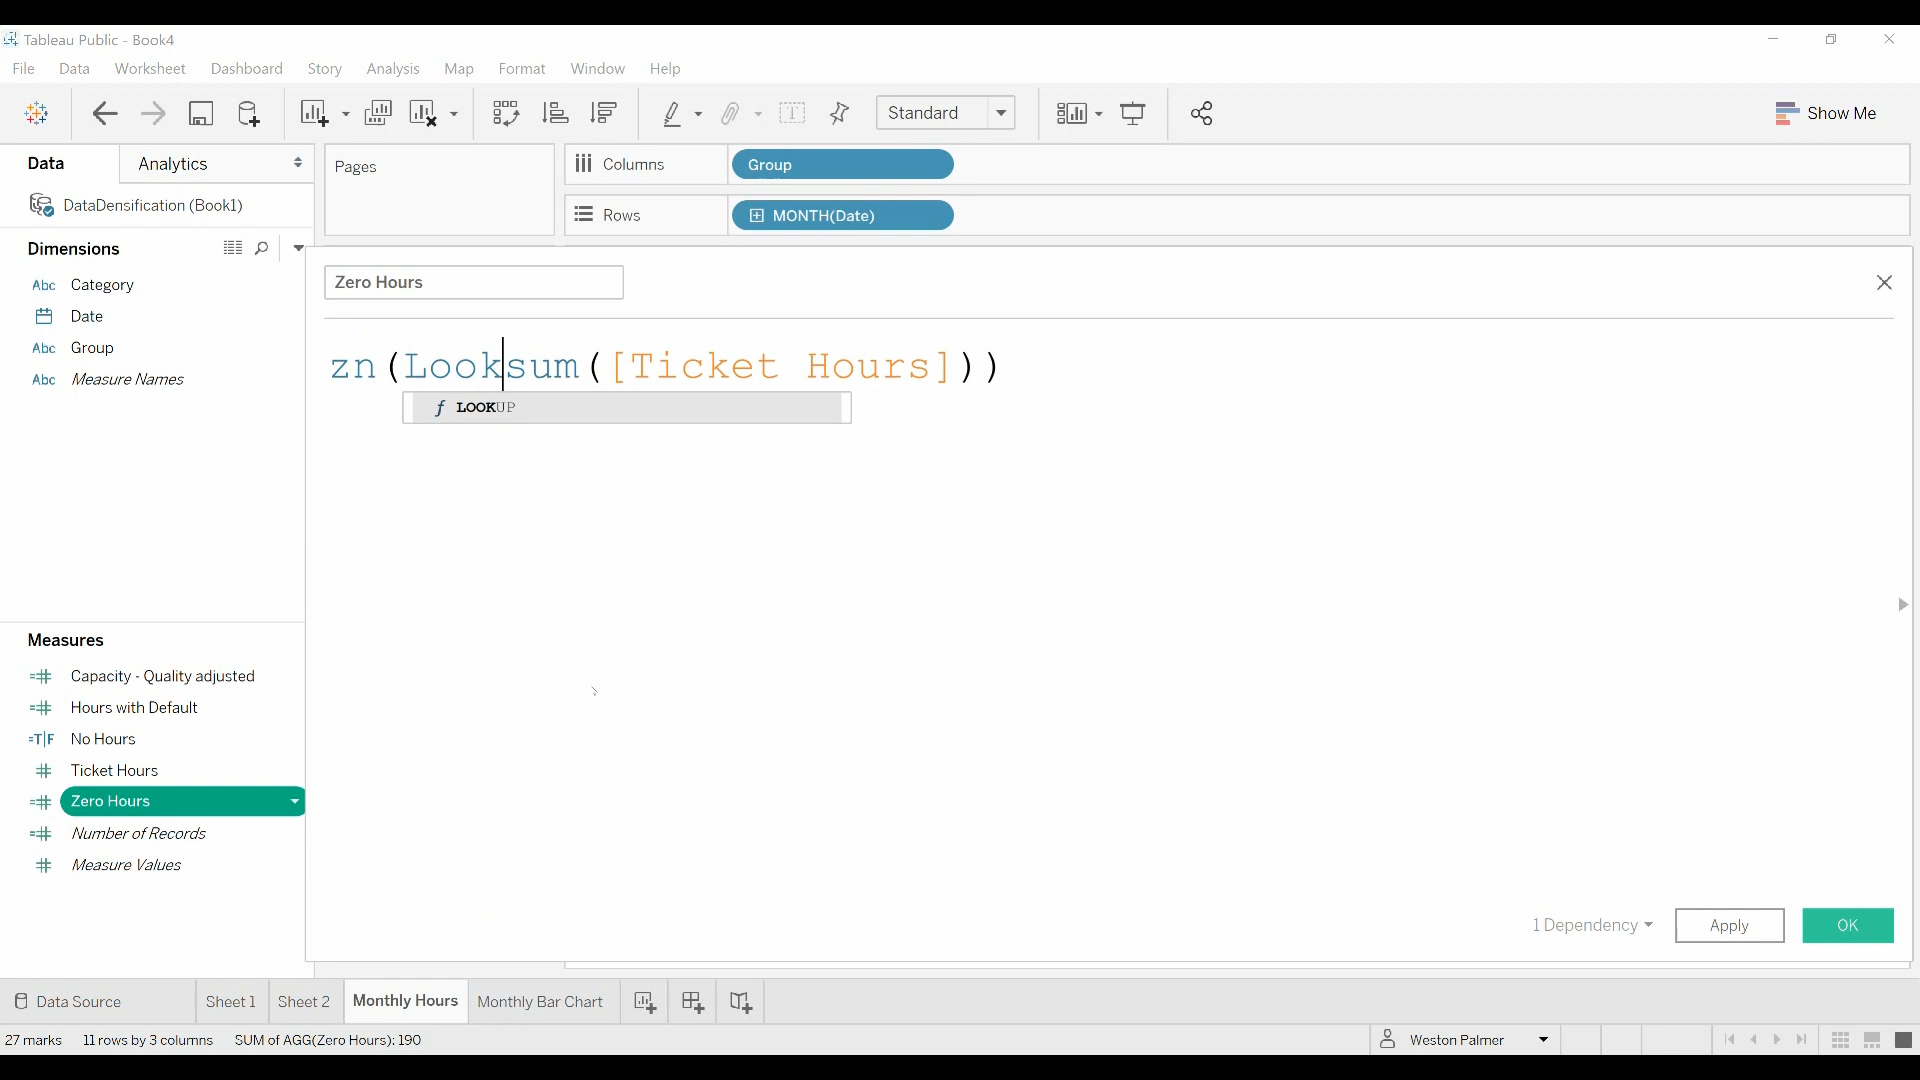 Tableau Public - Book4
File Data Worksheet Dashboard Story Analysis Map Format Window Help
Standard
Show Me
Data
Analytics
Pages
Columns
Group
DataDensification (Book1)
Rows
MONTH(Date)
Dimensions
Abc Category
Date
Abc Group
Abc Measure Names
Zero Hours
zn(Looksum([Ticket Hours]))
f LOOKUP
Measures
=# Capacity - Quality adjusted
=# Hours with Default
=T|F No Hours
# Ticket Hours
=# Zero Hours
=# Number of Records
# Measure Values
1 Dependency
Apply
OK
Data Source
Sheet 1
Sheet 2
Monthly Hours
Monthly Bar Chart
27 marks
11 rows by 3 columns
SUM of AGG(Zero Hours): 190
Weston Palmer